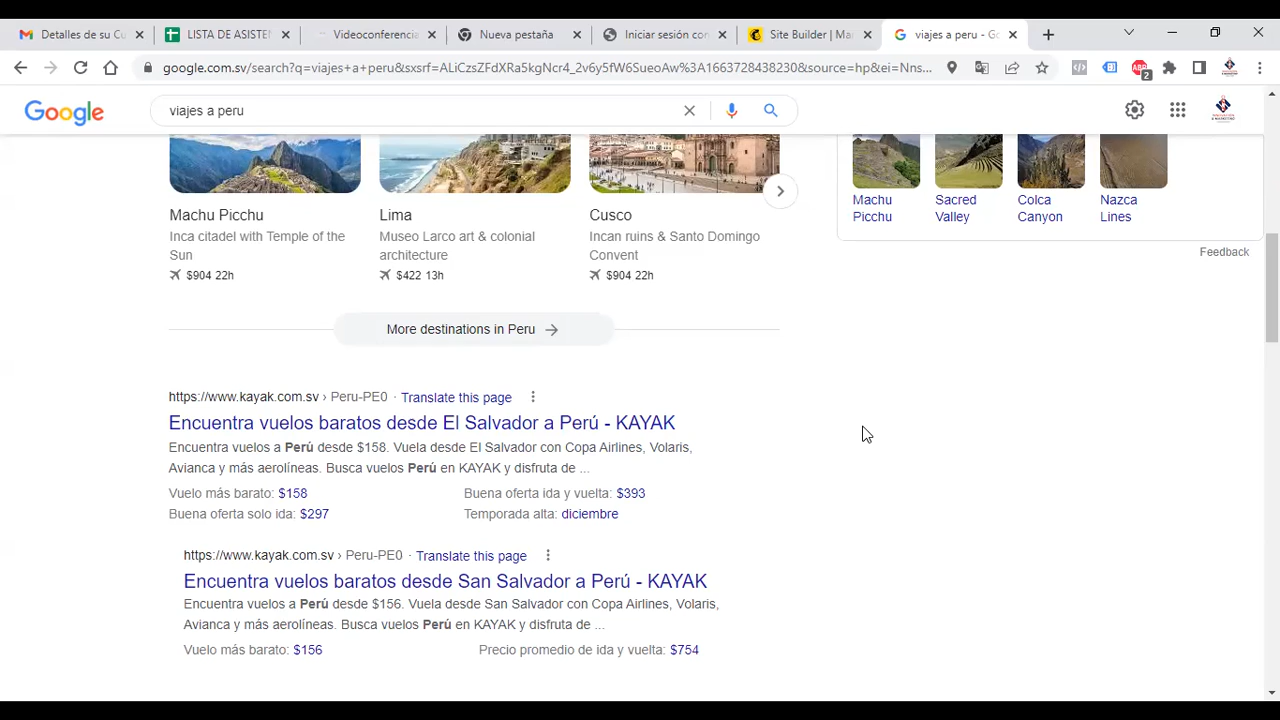 Detalles de su Cu
LISTA DE ASISTEN
Videoconferencia
Nueva pestaña
Iniciar sesión con
Site Builder | Ma
viajes a peru - Go
google.com.sv/search?q=viajes+a+peru&sxsrf=ALiCzsZFdXRa5kgNcr4_2v6y5fW6SueoAw%3A1663728438230&source=hp&ei=Nns...
ABP
2
Google
viajes a peru
Machu Picchu
Inca citadel with Temple of the
Sun
$904 22h
Lima
Museo Larco art & colonial
architecture
$422 13h
Cusco
Incan ruins & Santo Domingo
Convent
$904 22h
Machu
Picchu
Sacred
Valley
Colca
Canyon
Nazca
Lines
Feedback
More destinations in Peru
https://www.kayak.com.sv › Peru-PE0 · Translate this page
Encuentra vuelos baratos desde El Salvador a Perú - KAYAK
Encuentra vuelos a Perú desde $158. Vuela desde El Salvador con Copa Airlines, Volaris,
Avianca y más aerolíneas. Busca vuelos Perú en KAYAK y disfruta de ...
Vuelo más barato: $158
Buena oferta ida y vuelta: $393
Buena oferta solo ida: $297
Temporada alta: diciembre
https://www.kayak.com.sv › Peru-PE0 · Translate this page
Encuentra vuelos baratos desde San Salvador a Perú - KAYAK
Encuentra vuelos a Perú desde $156. Vuela desde San Salvador con Copa Airlines, Volaris,
Avianca y más aerolíneas. Busca vuelos Perú en KAYAK y disfruta de ...
Vuelo más barato: $156
Precio promedio de ida y vuelta: $754